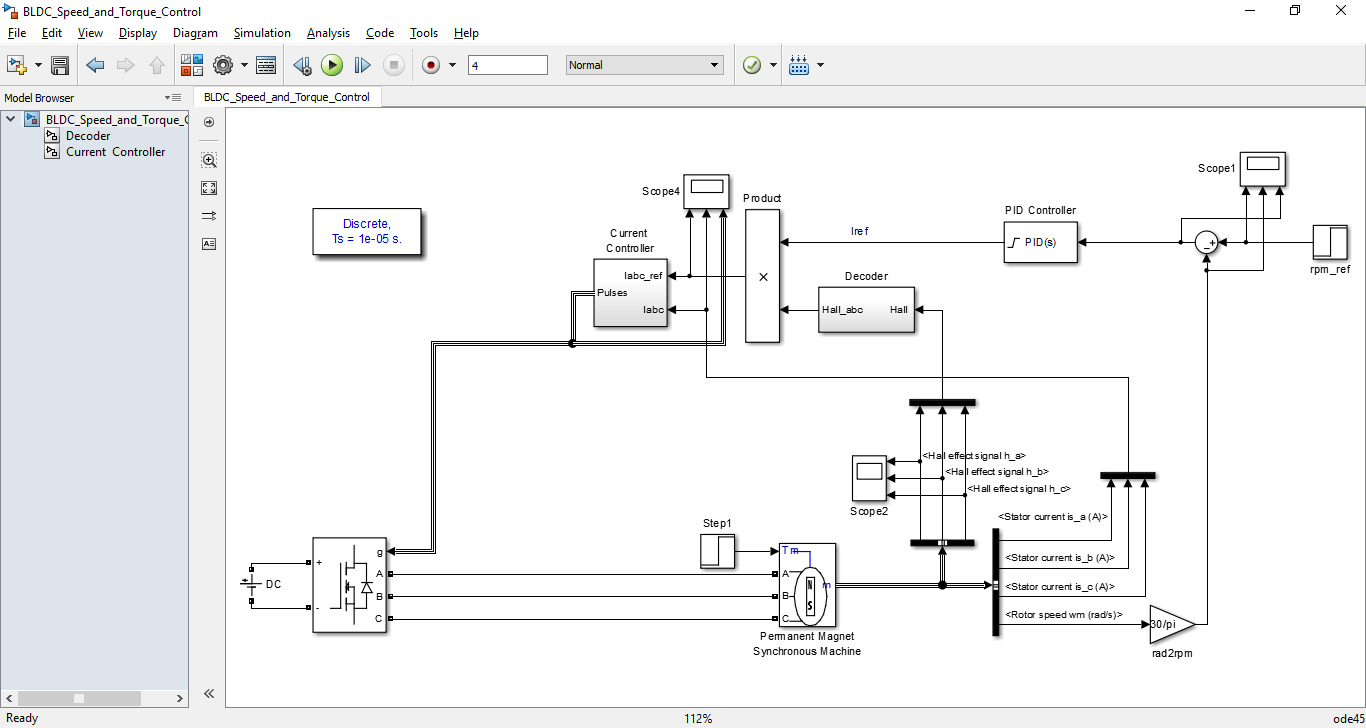 BLDC_Speed_and_Torque_Control
File Edit View Display Diagram Simulation Analysis Code Tools Help
4
Normal
Model Browser
BLDC_Speed_and_Torque_Control
BLDC_Speed_and_Torque_C
Decoder
Current Controller
Discrete,
Ts = 1e-05 s.
Scope4
Product
Current
Controller
Iabc_ref
Pulses
Iabc
×
Iref
PID Controller
PID(s)
Scope1
+
_
rpm_ref
Decoder
Hall_abc
Hall
<Hall effect signal h_a>
<Hall effect signal h_b>
<Hall effect signal h_c>
Scope2
<Stator current is_a (A)>
<Stator current is_b (A)>
<Stator current is_c (A)>
<Rotor speed wm (rad/s)>
30/pi
rad2rpm
Step1
Tm
A
B
C
N
S
m
Permanent Magnet
Synchronous Machine
DC
+
-
g
A
B
C
Ready
112%
ode45